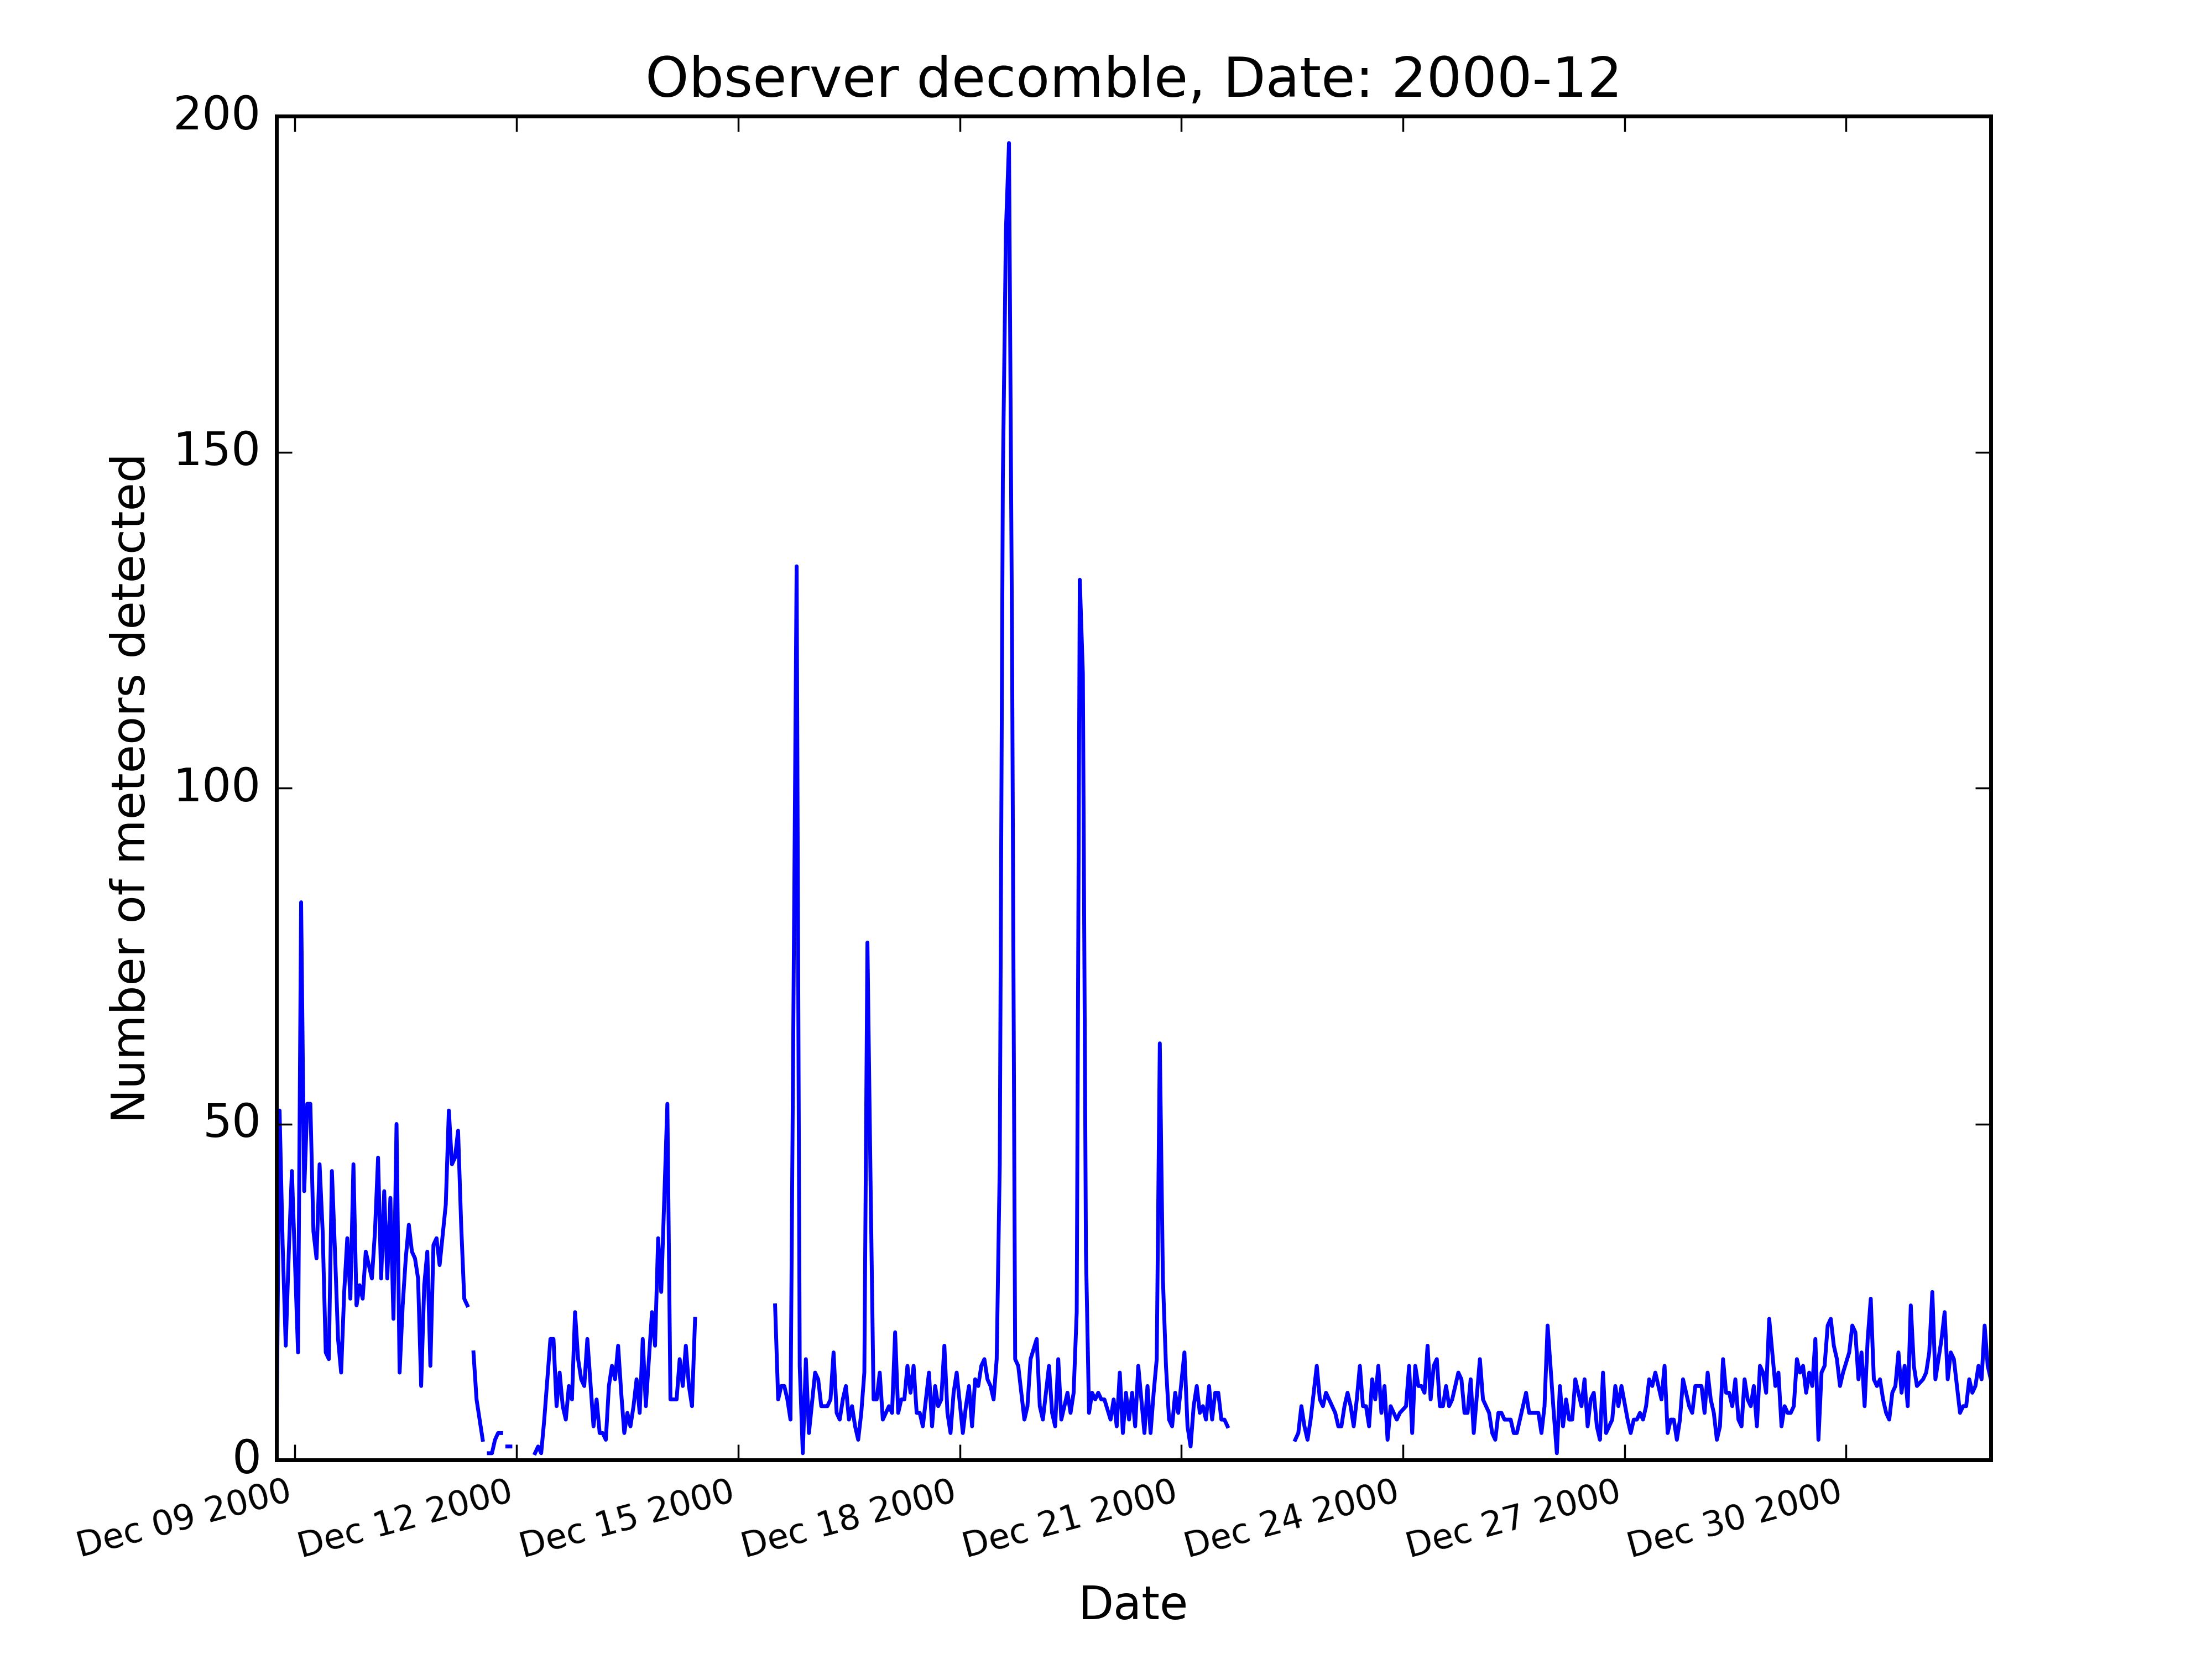 Observer decomble, Date: 2000-12
200
150
100
50
0
Number of meteors detected
Dec 09 2000
Dec 12 2000
Dec 15 2000
Dec 18 2000
Dec 21 2000
Dec 24 2000
Dec 27 2000
Dec 30 2000
Date